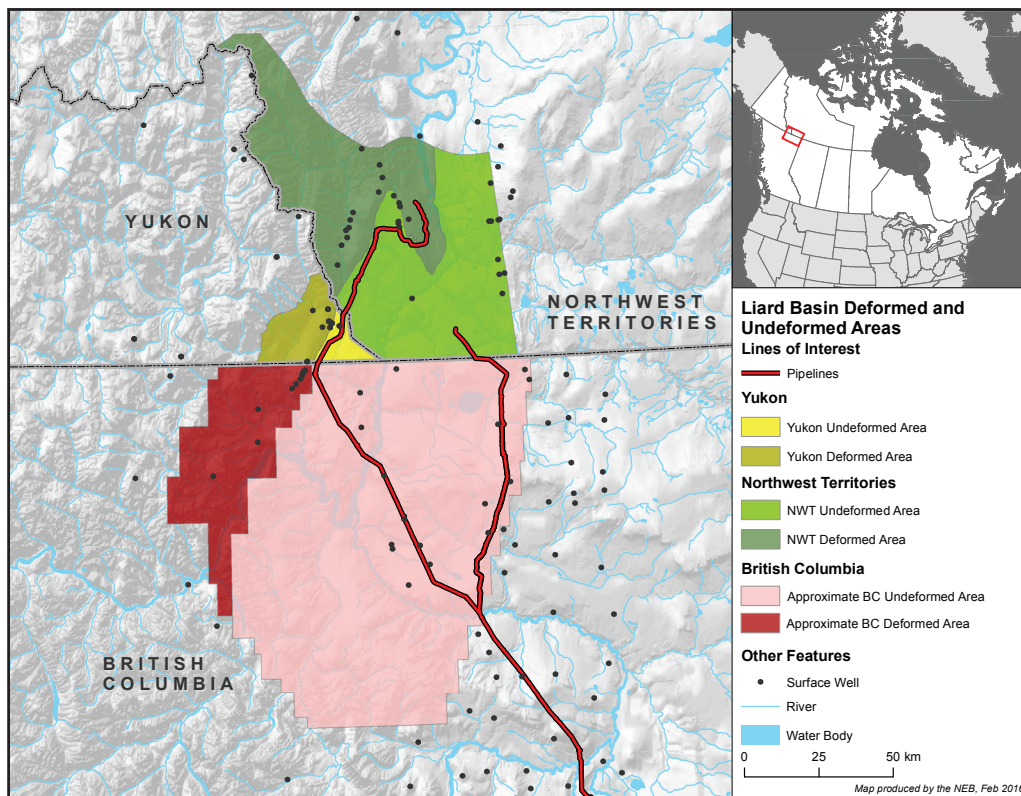 YUKON
NORTHWEST
TERRITORIES
BRITISH
COLUMBIA
Liard Basin Deformed and
Undeformed Areas
Lines of Interest
Pipelines
Yukon
Yukon Undeformed Area
Yukon Deformed Area
Northwest Territories
NWT Undeformed Area
NWT Deformed Area
British Columbia
Approximate BC Undeformed Area
Approximate BC Deformed Area
Other Features
Surface Well
River
Water Body
0 25 50 km
Map produced by the NEB, Feb 2016